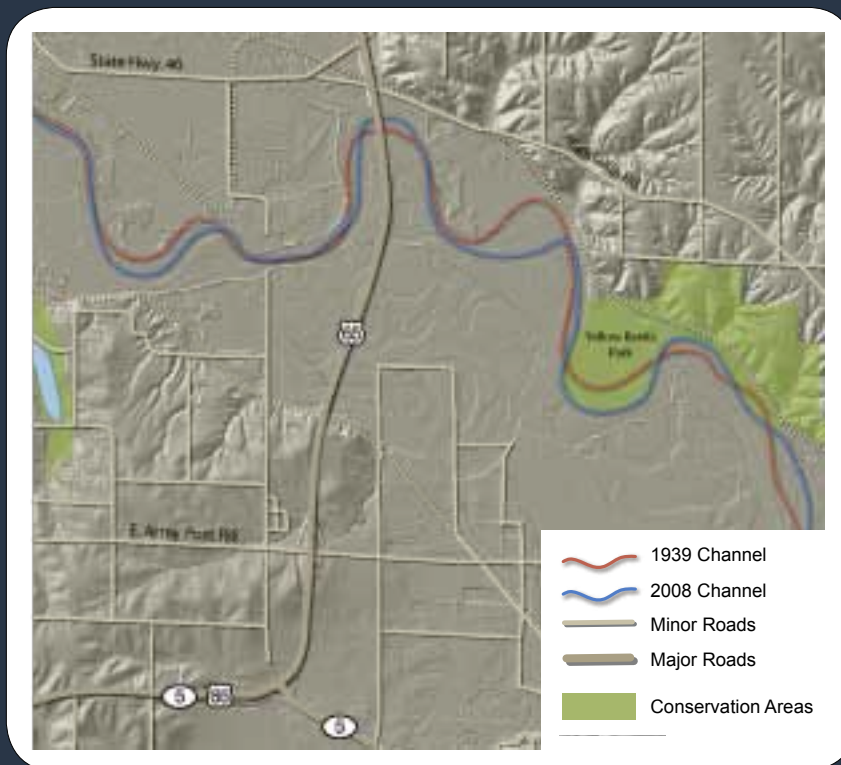 State Hwy. 46
65
Yellow Banks
Park
E. Army Post Rd
5
65
5
1939 Channel
2008 Channel
Minor Roads
Major Roads
Conservation Areas